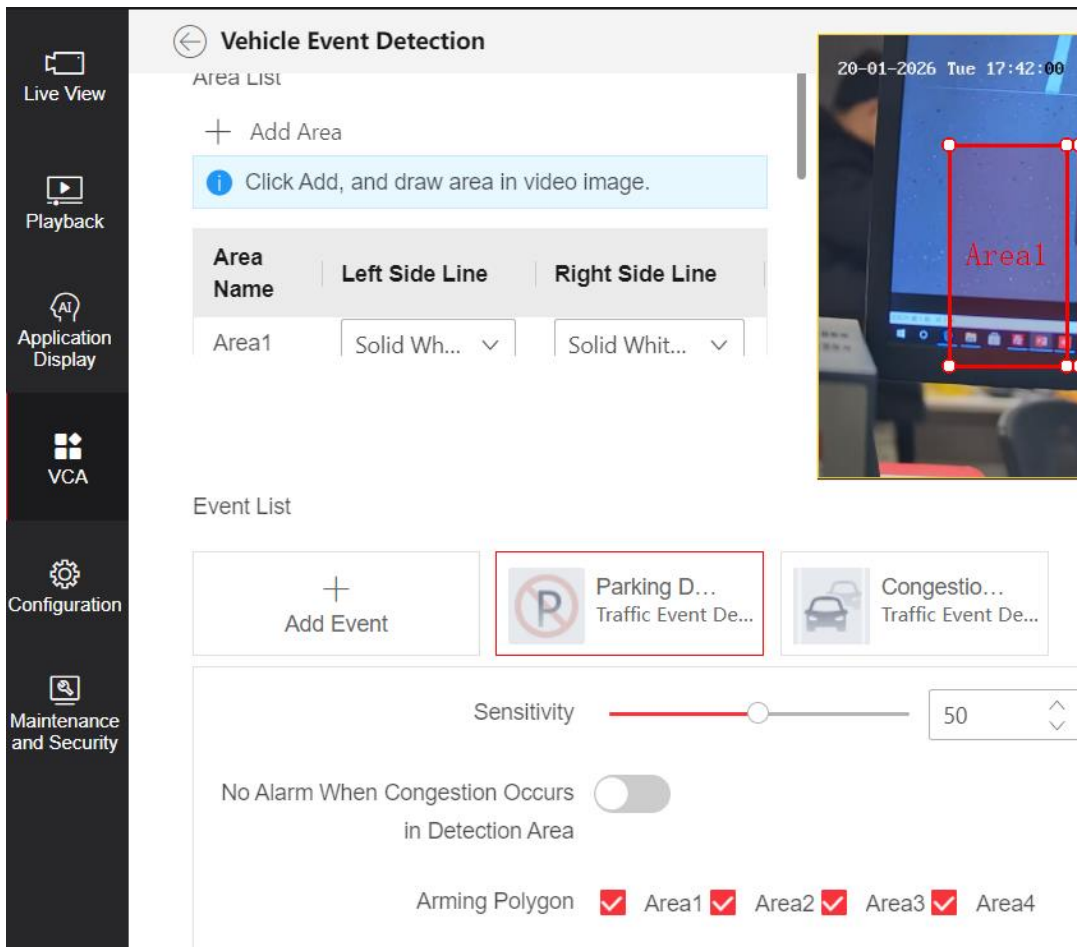 Vehicle Event Detection
20-01-2026 Tue 17:42:00
Live View
Area List
Add Area
Click Add, and draw area in video image.
Playback
Area Name
Left Side Line
Right Side Line
Area1
Area1
Solid Wh...
Solid Whit...
Application
Display
VCA
Event List
Add Event
Parking D...
Traffic Event De...
Congestio...
Traffic Event De...
Configuration
Sensitivity
50
Maintenance
and Security
No Alarm When Congestion Occurs
in Detection Area
Arming Polygon
Area1
Area2
Area3
Area4